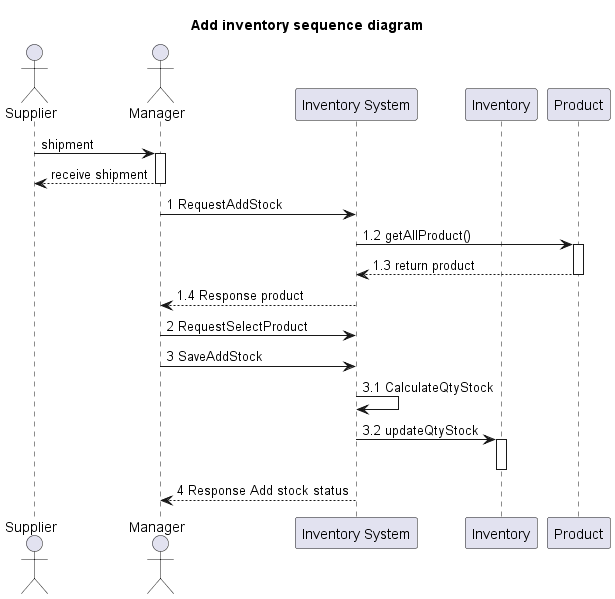 Add inventory sequence diagram
Supplier
Manager
Inventory System
Inventory
Product
shipment
receive shipment
1 RequestAddStock
1.2 getAllProduct()
1.3 return product
1.4 Response product
2 RequestSelectProduct
3 SaveAddStock
3.1 CalculateQtyStock
3.2 updateQtyStock
4 Response Add stock status
Supplier
Manager
Inventory System
Inventory
Product